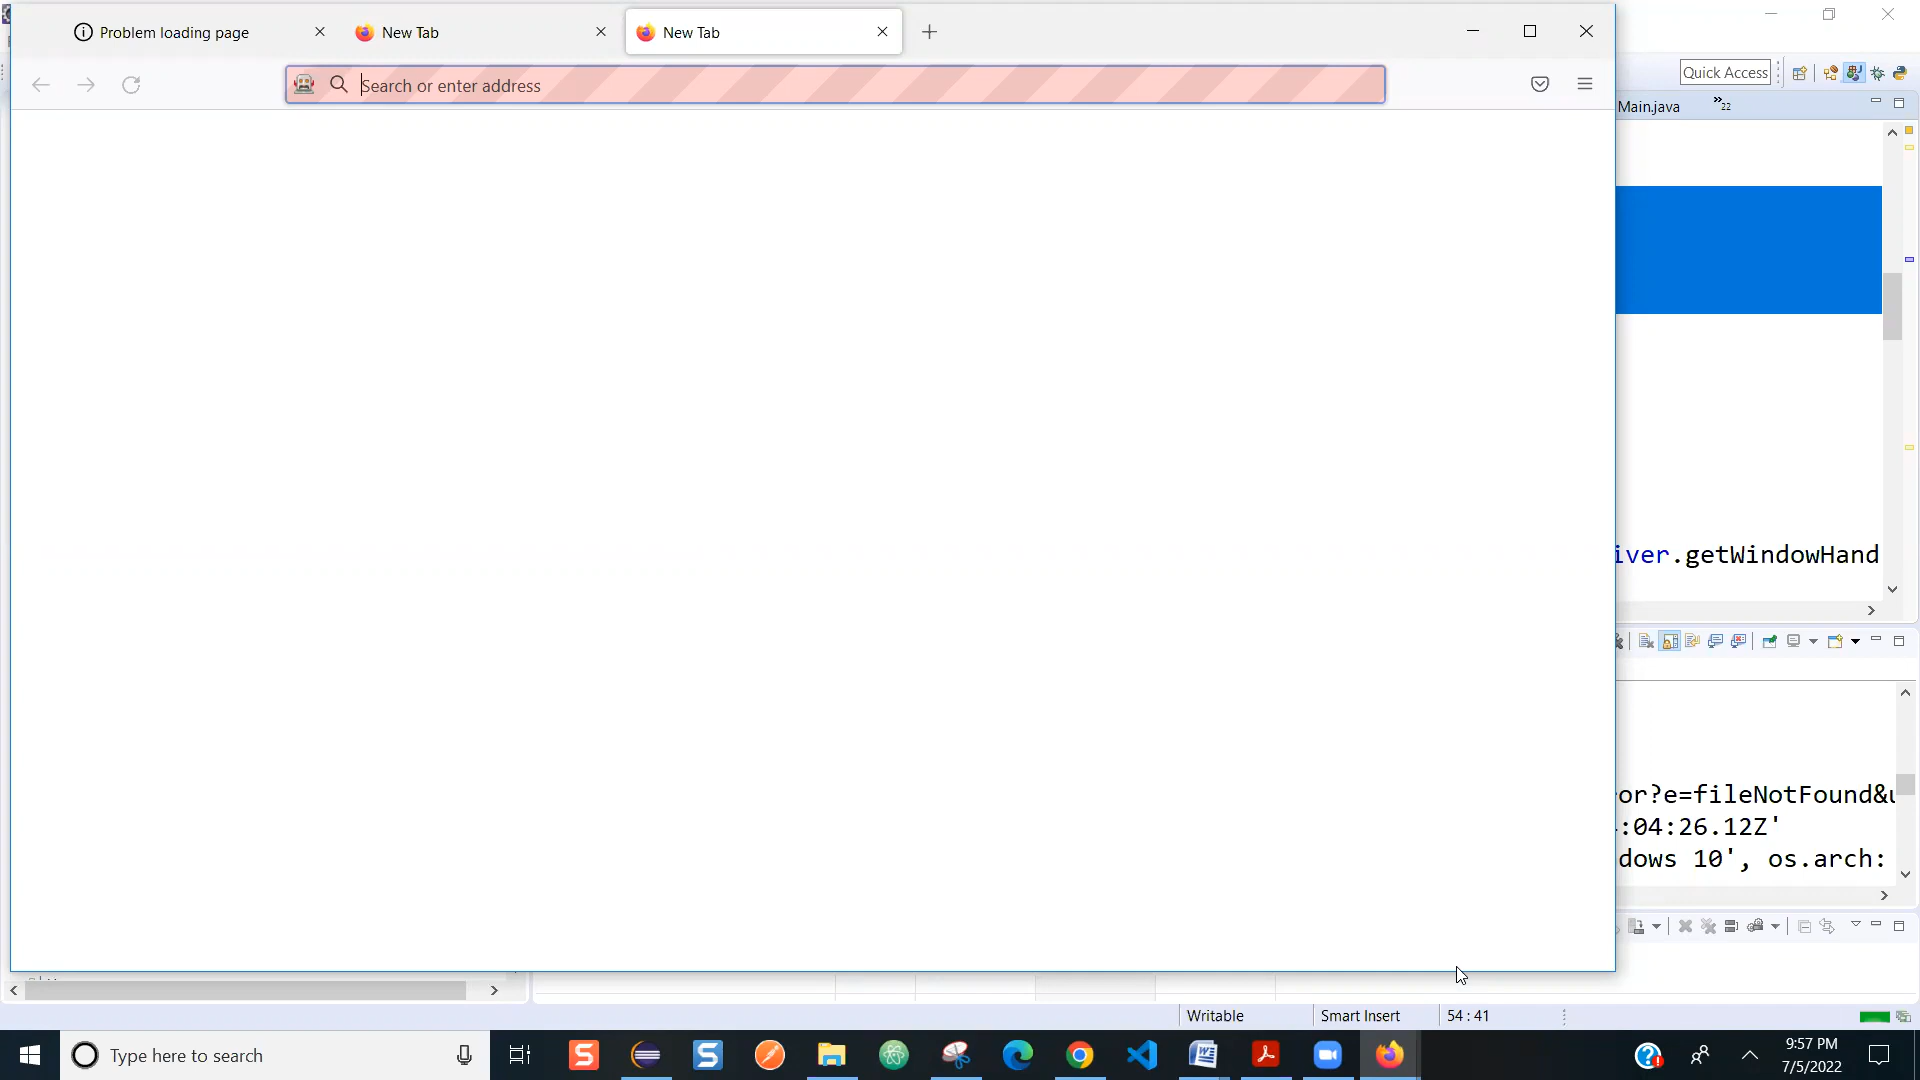 Problem loading page
New Tab
New Tab
Search or enter address
Quick Access
Main.java
22
iver.getWindowHand
or?e=fileNotFound&u
:04:26.12Z'
dows 10', os.arch:
Writable
Smart Insert
54 : 41
Type here to search
9:57 PM
7/5/2022